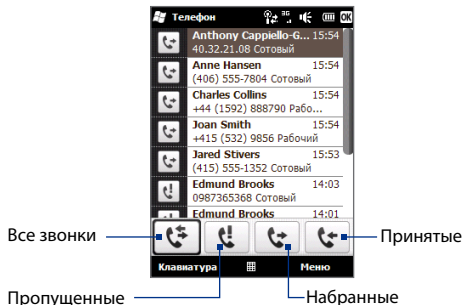 Телефон 3G OK
Anthony Cappiello-G... 15:54
40.32.21.08 Сотовый
Anne Hansen 15:54
(406) 555-7804 Сотовый
Charles Collins 15:54
+44 (1592) 888790 Рабо...
Joan Smith 15:54
+415 (532) 9856 Рабочий
Jared Stivers 15:53
(415) 555-1352 Сотовый
Edmund Brooks 14:03
0987365368 Сотовый
Edmund Brooks 14:01
Все звонки
Принятые
Клавиатура Меню
Пропущенные
Набранные